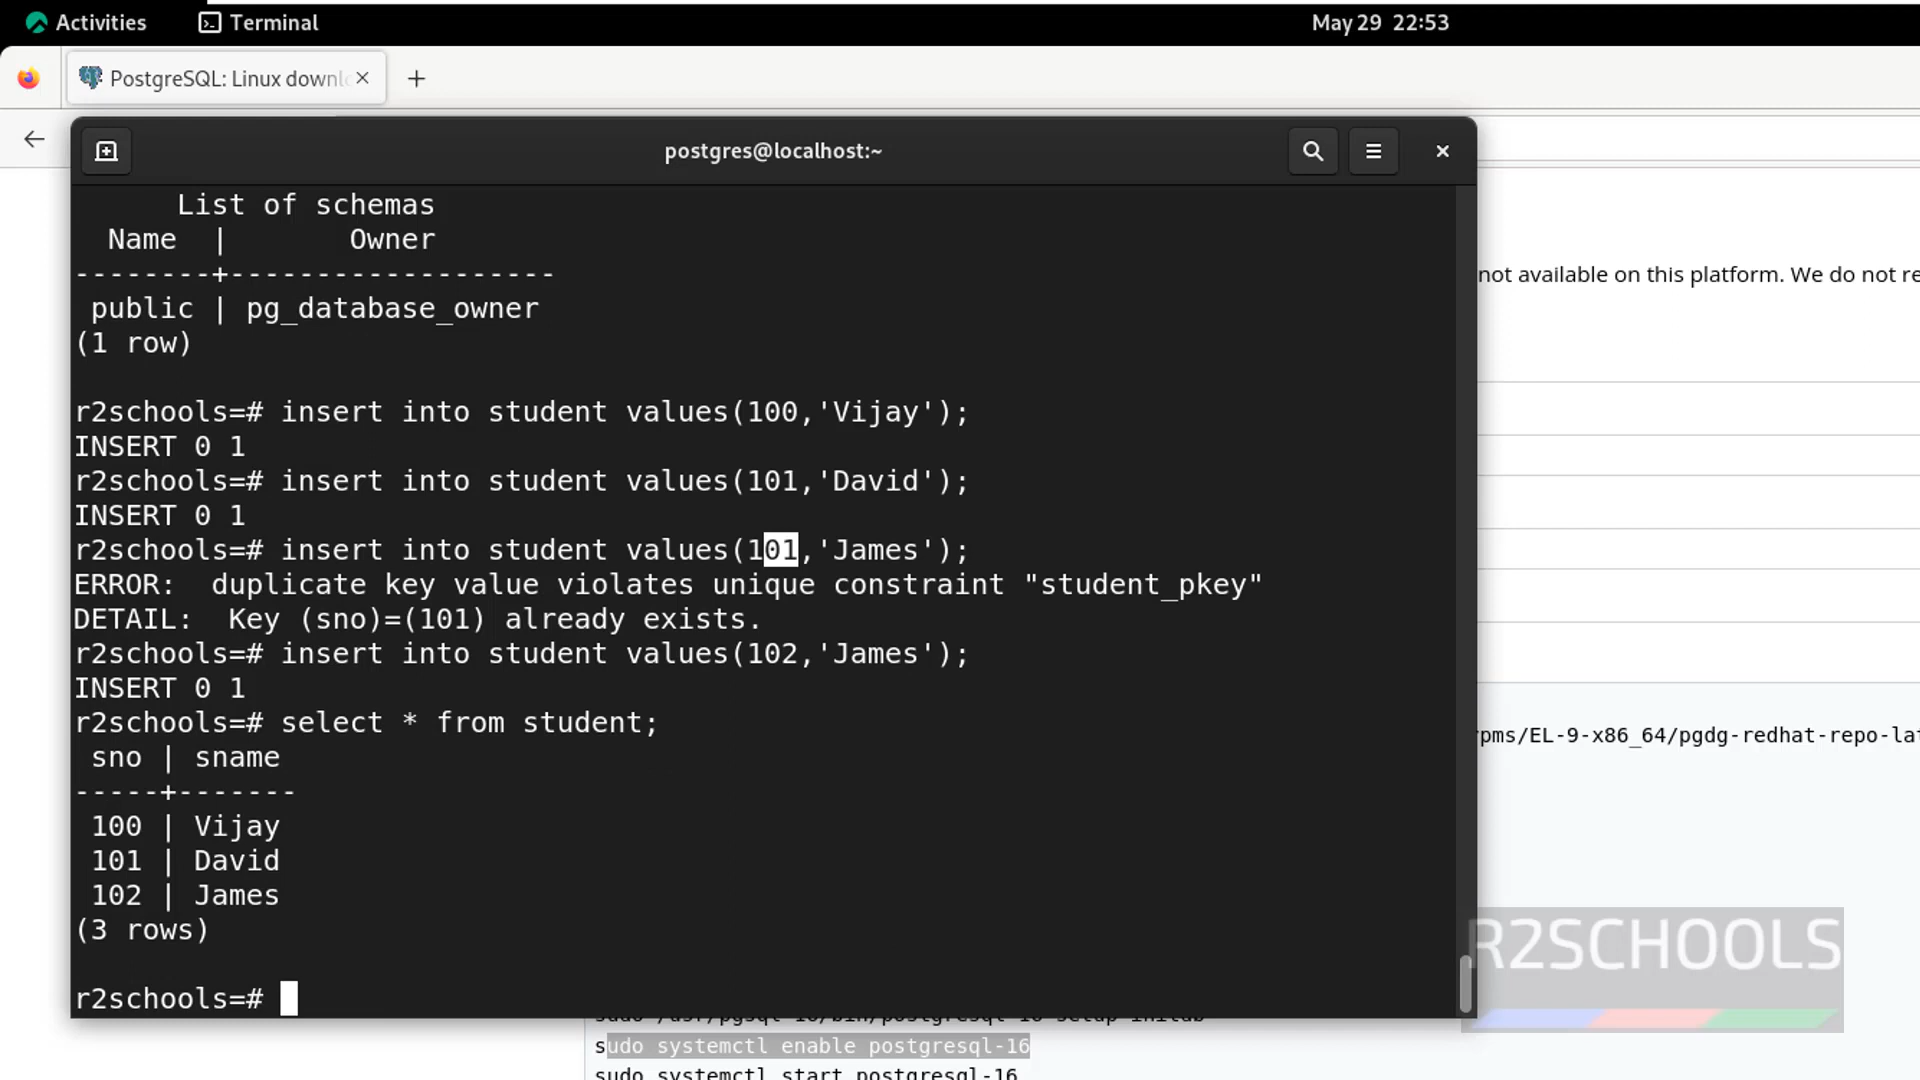 Activities Terminal May 29 22:53
PostgreSQL: Linux downl
postgres@localhost:~
List of schemas
Name | Owner
--------+-------------------
public | pg_database_owner
(1 row)
r2schools=# insert into student values(100,'Vijay');
INSERT 0 1
r2schools=# insert into student values(101,'David');
INSERT 0 1
r2schools=# insert into student values(101,'James');
ERROR:  duplicate key value violates unique constraint "student_pkey"
DETAIL:  Key (sno)=(101) already exists.
r2schools=# insert into student values(102,'James');
INSERT 0 1
r2schools=# select * from student;
sno | sname
-----+-------
100 | Vijay
101 | David
102 | James
(3 rows)
r2schools=#
not available on this platform. We do not re
pms/EL-9-x86_64/pgdg-redhat-repo-la
R2SCHOOLS
sudo systemctl enable postgresql-16
sudo systemctl start postgresql-16